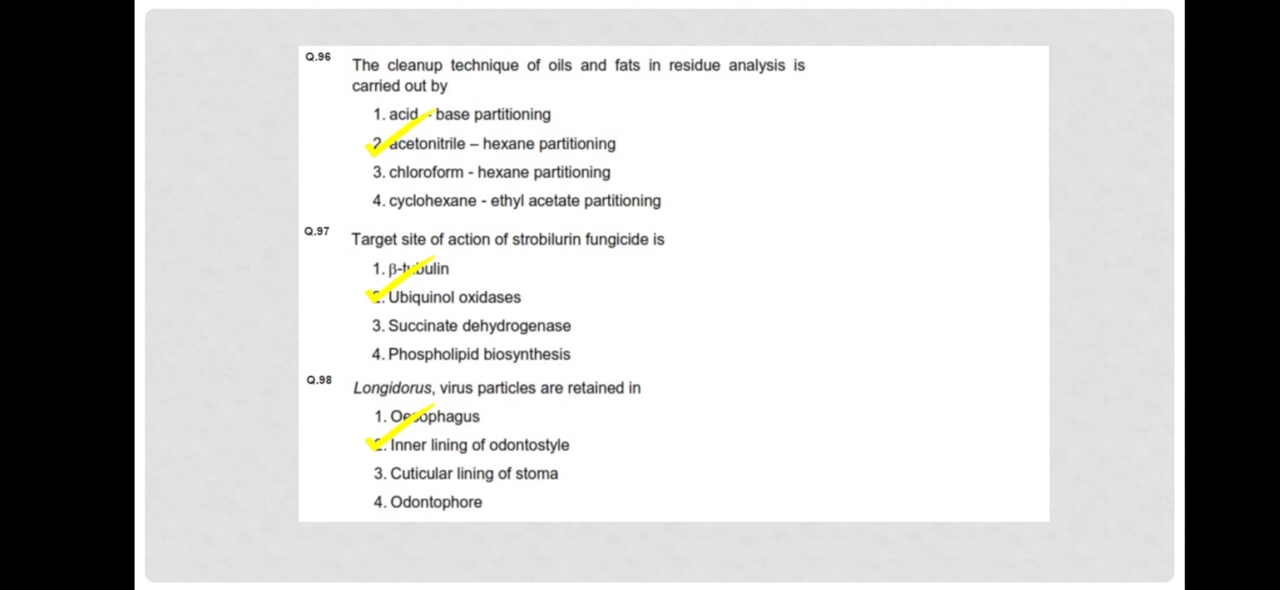 Q.96
The cleanup technique of oils and fats in residue analysis is
carried out by
1. acid - base partitioning
2. acetonitrile – hexane partitioning
3. chloroform - hexane partitioning
4. cyclohexane - ethyl acetate partitioning
Q.97
Target site of action of strobilurin fungicide is
1. β-tubulin
2. Ubiquinol oxidases
3. Succinate dehydrogenase
4. Phospholipid biosynthesis
Q.98
Longidorus, virus particles are retained in
1. Oesophagus
2. Inner lining of odontostyle
3. Cuticular lining of stoma
4. Odontophore